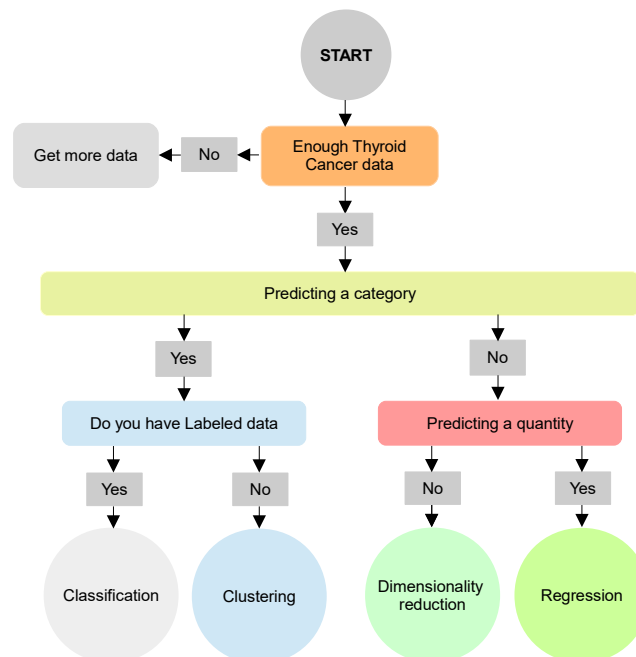 START
Enough Thyroid
Cancer data
No
Get more data
Yes
Predicting a category
Yes
No
Do you have Labeled data
Predicting a quantity
Yes
No
No
Yes
Classification
Clustering
Dimensionality
reduction
Regression